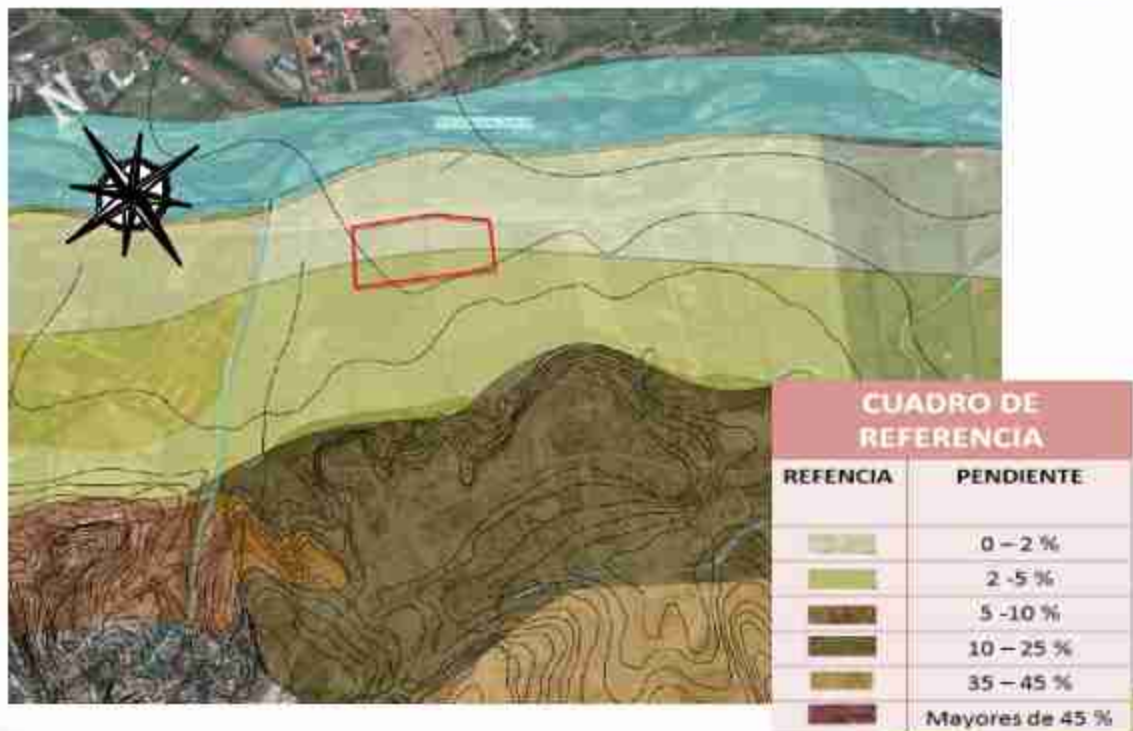 N
CUADRO DE
REFERENCIA
REFENCIA PENDIENTE
0 – 2 %
2 -5 %
5 -10 %
10 – 25 %
35 – 45 %
Mayores de 45 %